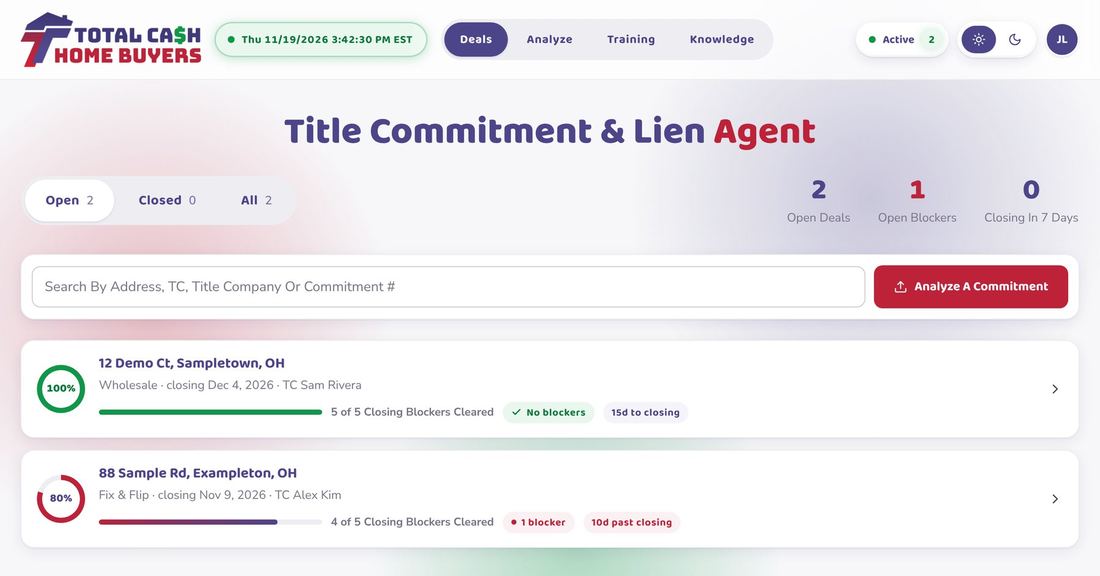 TOTAL CA$H
HOME BUYERS
Thu 11/19/2026 3:42:30 PM EST
Deals
Analyze
Training
Knowledge
Active 2
JL
Title Commitment & Lien Agent
Open 2
Closed 0
All 2
2
Open Deals
1
Open Blockers
0
Closing In 7 Days
Search By Address, TC, Title Company Or Commitment #
Analyze A Commitment
100%
12 Demo Ct, Sampletown, OH
Wholesale · closing Dec 4, 2026 · TC Sam Rivera
5 of 5 Closing Blockers Cleared
No blockers
15d to closing
80%
88 Sample Rd, Exampleton, OH
Fix & Flip · closing Nov 9, 2026 · TC Alex Kim
4 of 5 Closing Blockers Cleared
1 blocker
10d past closing